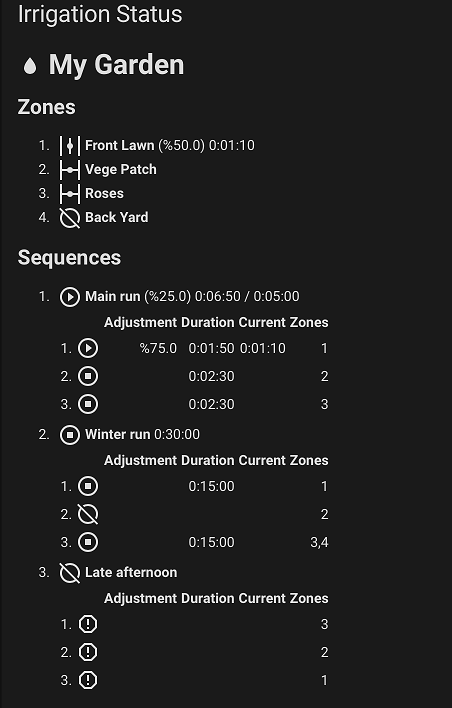 Irrigation Status
My Garden
Zones
1. Front Lawn (%50.0) 0:01:10
2. Vege Patch
3. Roses
4. Back Yard
Sequences
1. Main run (%25.0) 0:06:50 / 0:05:00
Adjustment Duration Current Zones
1. %75.0 0:01:50 0:01:10 1
2. 0:02:30 2
3. 0:02:30 3
2. Winter run 0:30:00
Adjustment Duration Current Zones
1. 0:15:00 1
2. 2
3. 0:15:00 3,4
3. Late afternoon
Adjustment Duration Current Zones
1. 3
2. 2
3. 1